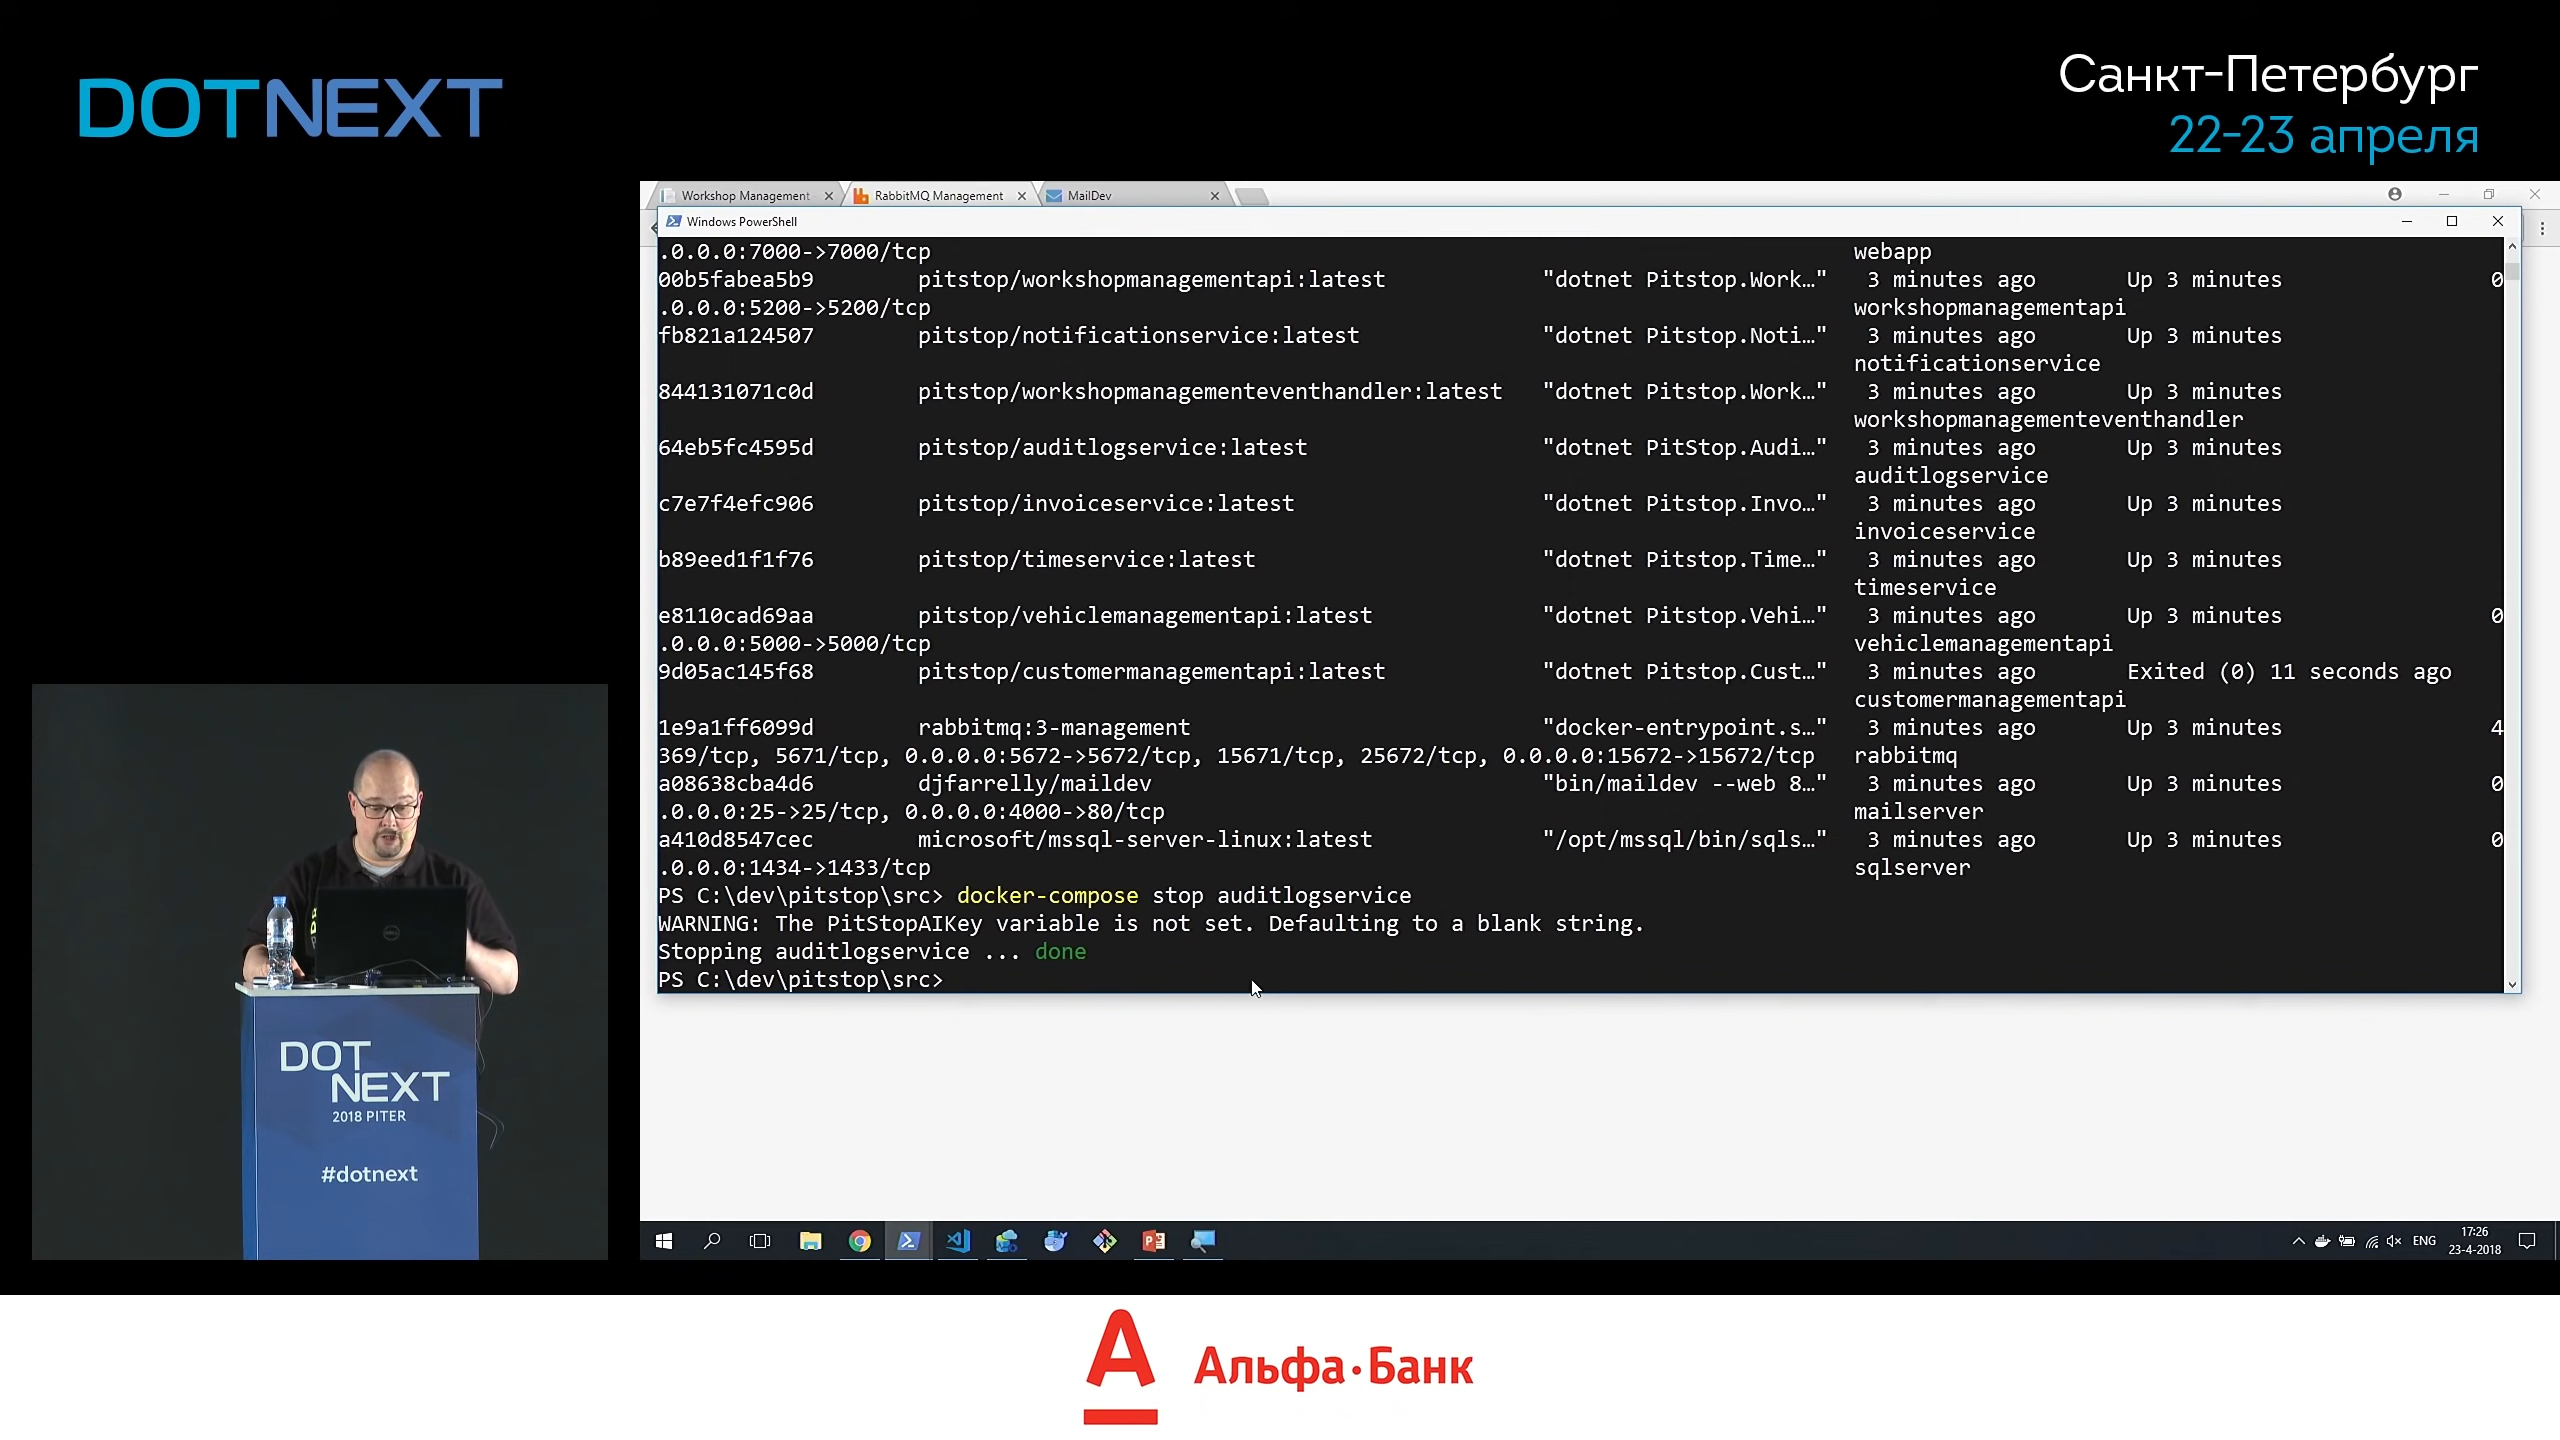 DOTNEXT
Санкт-Петербург
22-23 апреля
Workshop Management
RabbitMQ Management
MailDev
Windows PowerShell
.0.0.0:7000->7000/tcp webapp
00b5fabea5b9 pitstop/workshopmanagementapi:latest "dotnet Pitstop.Work…" 3 minutes ago Up 3 minutes 0
.0.0.0:5200->5200/tcp workshopmanagementapi
fb821a124507 pitstop/notificationservice:latest "dotnet Pitstop.Noti…" 3 minutes ago Up 3 minutes
notificationservice
844131071c0d pitstop/workshopmanagementeventhandler:latest "dotnet Pitstop.Work…" 3 minutes ago Up 3 minutes
workshopmanagementeventhandler
64eb5fc4595d pitstop/auditlogservice:latest "dotnet PitStop.Audi…" 3 minutes ago Up 3 minutes
auditlogservice
c7e7f4efc906 pitstop/invoiceservice:latest "dotnet Pitstop.Invo…" 3 minutes ago Up 3 minutes
invoiceservice
b89eed1f1f76 pitstop/timeservice:latest "dotnet Pitstop.Time…" 3 minutes ago Up 3 minutes
timeservice
e8110cad69aa pitstop/vehiclemanagementapi:latest "dotnet Pitstop.Vehi…" 3 minutes ago Up 3 minutes 0
.0.0.0:5000->5000/tcp vehiclemanagementapi
9d05ac145f68 pitstop/customermanagementapi:latest "dotnet Pitstop.Cust…" 3 minutes ago Exited (0) 11 seconds ago
customermanagementapi
1e9a1ff6099d rabbitmq:3-management "docker-entrypoint.s…" 3 minutes ago Up 3 minutes 4
369/tcp, 5671/tcp, 0.0.0.0:5672->5672/tcp, 15671/tcp, 25672/tcp, 0.0.0.0:15672->15672/tcp rabbitmq
a08638cba4d6 djfarrelly/maildev "bin/maildev --web 8…" 3 minutes ago Up 3 minutes 0
.0.0.0:25->25/tcp, 0.0.0.0:4000->80/tcp mailserver
a410d8547cec microsoft/mssql-server-linux:latest "/opt/mssql/bin/sqls…" 3 minutes ago Up 3 minutes 0
.0.0.0:1434->1433/tcp sqlserver
PS C:\dev\pitstop\src> docker-compose stop auditlogservice
WARNING: The PitStopAIKey variable is not set. Defaulting to a blank string.
Stopping auditlogservice ... done
PS C:\dev\pitstop\src>
DOT
NEXT
2018 PITER
#dotnext
DELL
ENG
17:26
23-4-2018
Альфа·Банк